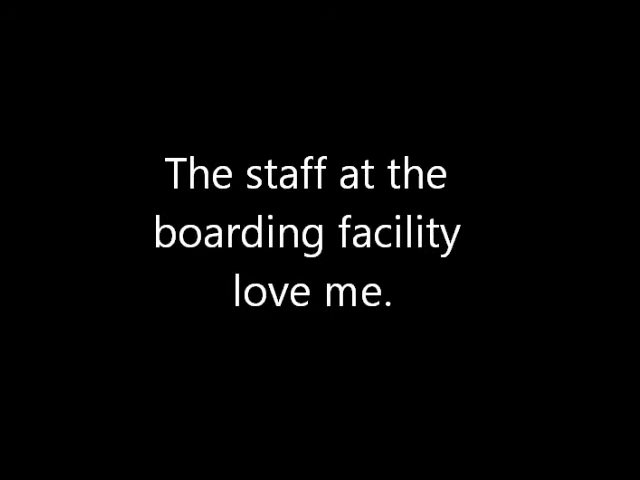 The staff at the
boarding facility
love me.